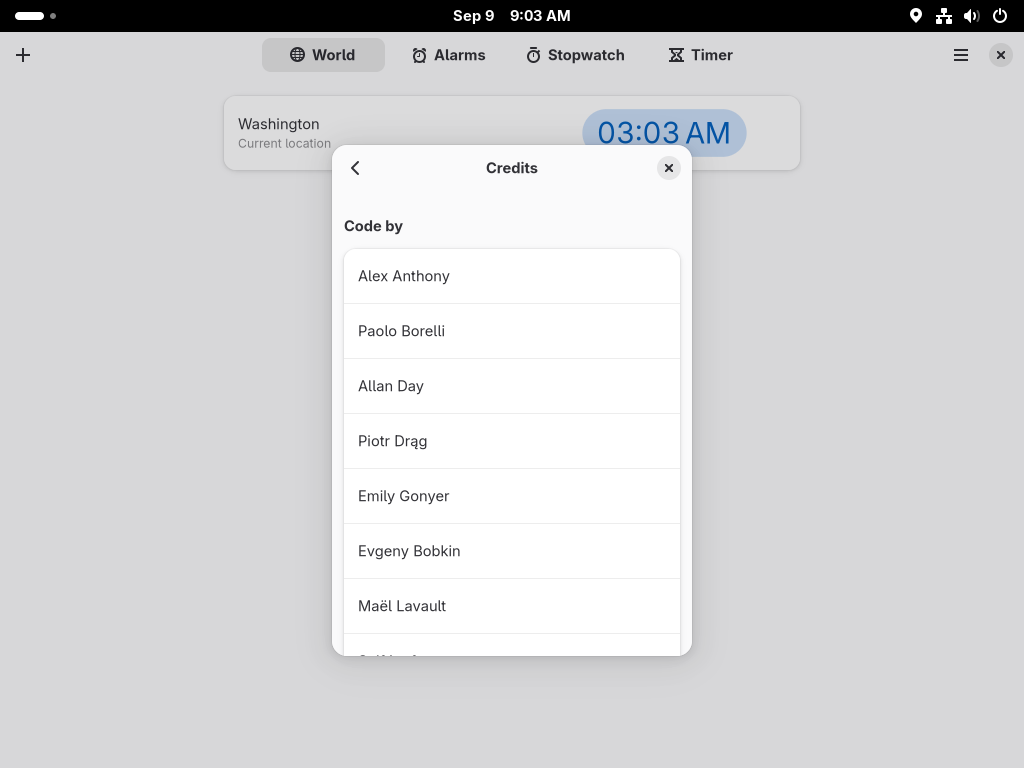 Sep 9 9:03 AM
World Alarms Stopwatch Timer
Washington
Current location
03:03 AM
Credits
Code by
Alex Anthony
Paolo Borelli
Allan Day
Piotr Drąg
Emily Gonyer
Evgeny Bobkin
Maël Lavault